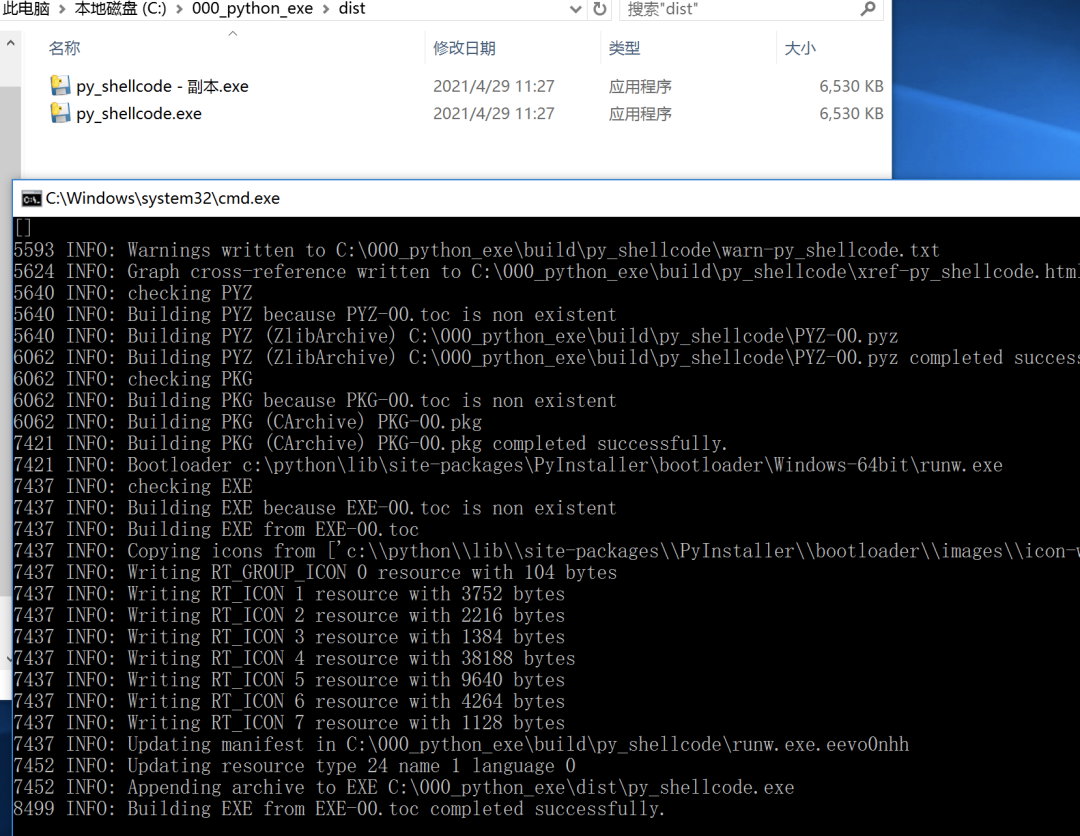 此电脑 > 本地磁盘 (C:) > 000_python_exe > dist
搜索"dist"
名称 修改日期 类型 大小
py_shellcode - 副本.exe 2021/4/29 11:27 应用程序 6,530 KB
py_shellcode.exe 2021/4/29 11:27 应用程序 6,530 KB
C:\Windows\system32\cmd.exe
[]
5593 INFO: Warnings written to C:\000_python_exe\build\py_shellcode\warn-py_shellcode.txt
5624 INFO: Graph cross-reference written to C:\000_python_exe\build\py_shellcode\xref-py_shellcode.html
5640 INFO: checking PYZ
5640 INFO: Building PYZ because PYZ-00.toc is non existent
5640 INFO: Building PYZ (ZlibArchive) C:\000_python_exe\build\py_shellcode\PYZ-00.pyz
6062 INFO: Building PYZ (ZlibArchive) C:\000_python_exe\build\py_shellcode\PYZ-00.pyz completed success
6062 INFO: checking PKG
6062 INFO: Building PKG because PKG-00.toc is non existent
6062 INFO: Building PKG (CArchive) PKG-00.pkg
7421 INFO: Building PKG (CArchive) PKG-00.pkg completed successfully.
7421 INFO: Bootloader c:\python\lib\site-packages\PyInstaller\bootloader\Windows-64bit\runw.exe
7437 INFO: checking EXE
7437 INFO: Building EXE because EXE-00.toc is non existent
7437 INFO: Building EXE from EXE-00.toc
7437 INFO: Copying icons from ['c:\\python\\lib\\site-packages\\PyInstaller\\bootloader\\images\\icon-w
7437 INFO: Writing RT_GROUP_ICON 0 resource with 104 bytes
7437 INFO: Writing RT_ICON 1 resource with 3752 bytes
7437 INFO: Writing RT_ICON 2 resource with 2216 bytes
7437 INFO: Writing RT_ICON 3 resource with 1384 bytes
7437 INFO: Writing RT_ICON 4 resource with 38188 bytes
7437 INFO: Writing RT_ICON 5 resource with 9640 bytes
7437 INFO: Writing RT_ICON 6 resource with 4264 bytes
7437 INFO: Writing RT_ICON 7 resource with 1128 bytes
7437 INFO: Updating manifest in C:\000_python_exe\build\py_shellcode\runw.exe.eevo0nhh
7452 INFO: Updating resource type 24 name 1 language 0
7452 INFO: Appending archive to EXE C:\000_python_exe\dist\py_shellcode.exe
8499 INFO: Building EXE from EXE-00.toc completed successfully.